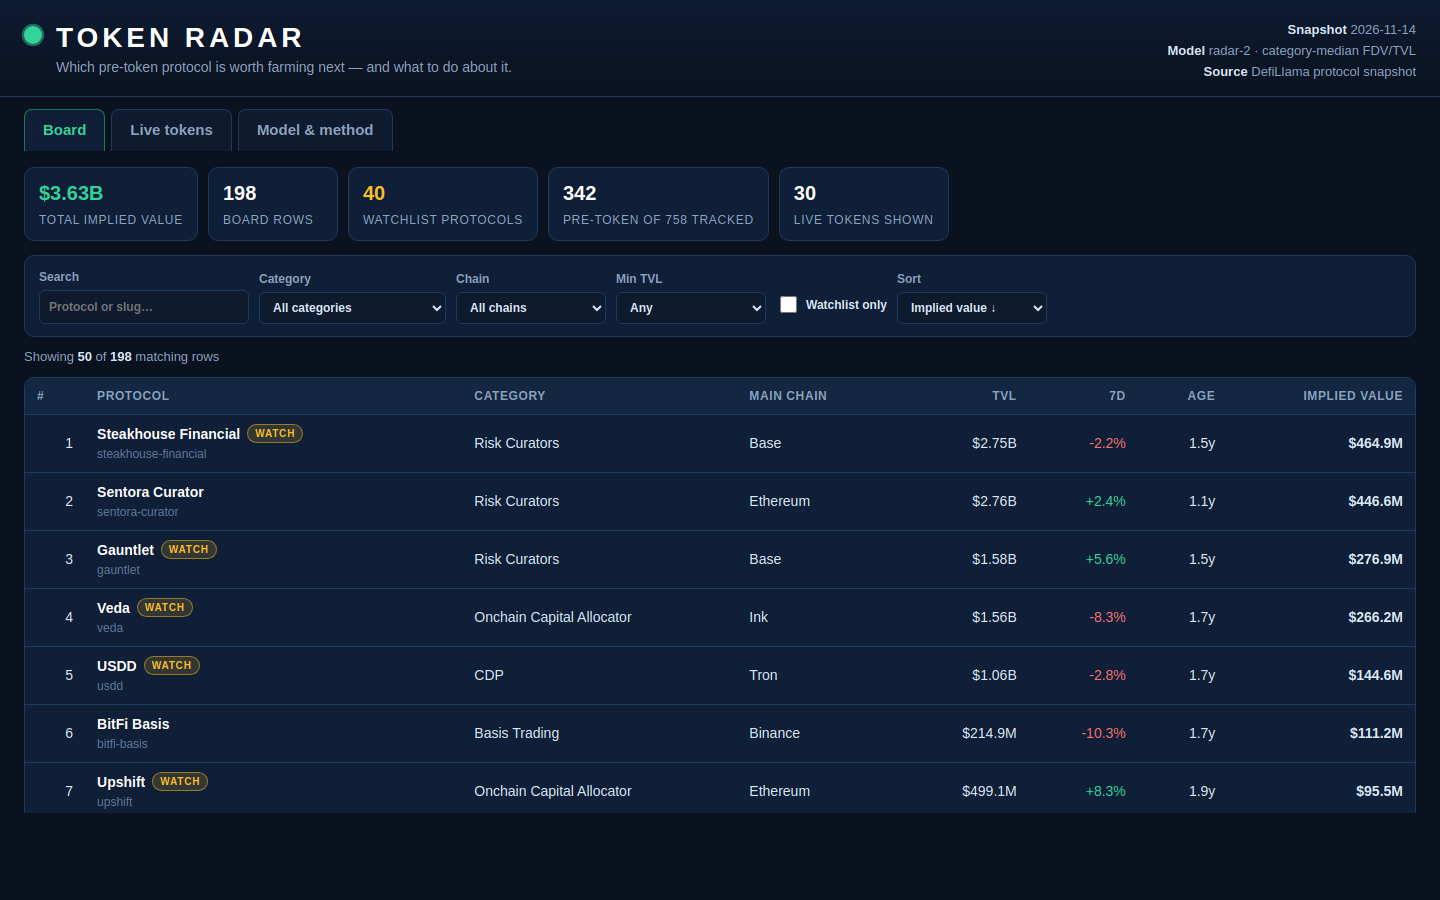 TOKEN RADAR
Which pre-token protocol is worth farming next — and what to do about it.
Snapshot 2026-11-14
Model radar-2 · category-median FDV/TVL
Source DefiLlama protocol snapshot
Board
Live tokens
Model & method
$3.63B
TOTAL IMPLIED VALUE
198
BOARD ROWS
40
WATCHLIST PROTOCOLS
342
PRE-TOKEN OF 758 TRACKED
30
LIVE TOKENS SHOWN
Search
Protocol or slug…
Category
All categories
Chain
All chains
Min TVL
Any
Watchlist only
Sort
Implied value ↓
Showing 50 of 198 matching rows
# PROTOCOL CATEGORY MAIN CHAIN TVL 7D AGE IMPLIED VALUE
1 Steakhouse Financial WATCH Risk Curators Base $2.75B -2.2% 1.5y $464.9M
steakhouse-financial
2 Sentora Curator Risk Curators Ethereum $2.76B +2.4% 1.1y $446.6M
sentora-curator
3 Gauntlet WATCH Risk Curators Base $1.58B +5.6% 1.5y $276.9M
gauntlet
4 Veda WATCH Onchain Capital Allocator Ink $1.56B -8.3% 1.7y $266.2M
veda
5 USDD WATCH CDP Tron $1.06B -2.8% 1.7y $144.6M
usdd
6 BitFi Basis Basis Trading Binance $214.9M -10.3% 1.7y $111.2M
bitfi-basis
7 Upshift WATCH Onchain Capital Allocator Ethereum $499.1M +8.3% 1.9y $95.5M
upshift